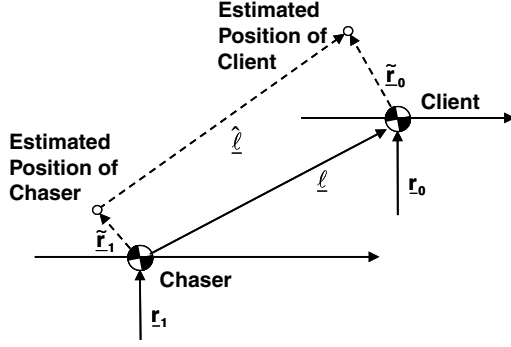 Estimated
Position of
Client
r̃₀
Client
Estimated
Position of
Chaser
ℓ̂
ℓ
r₀
r̃₁
Chaser
r₁